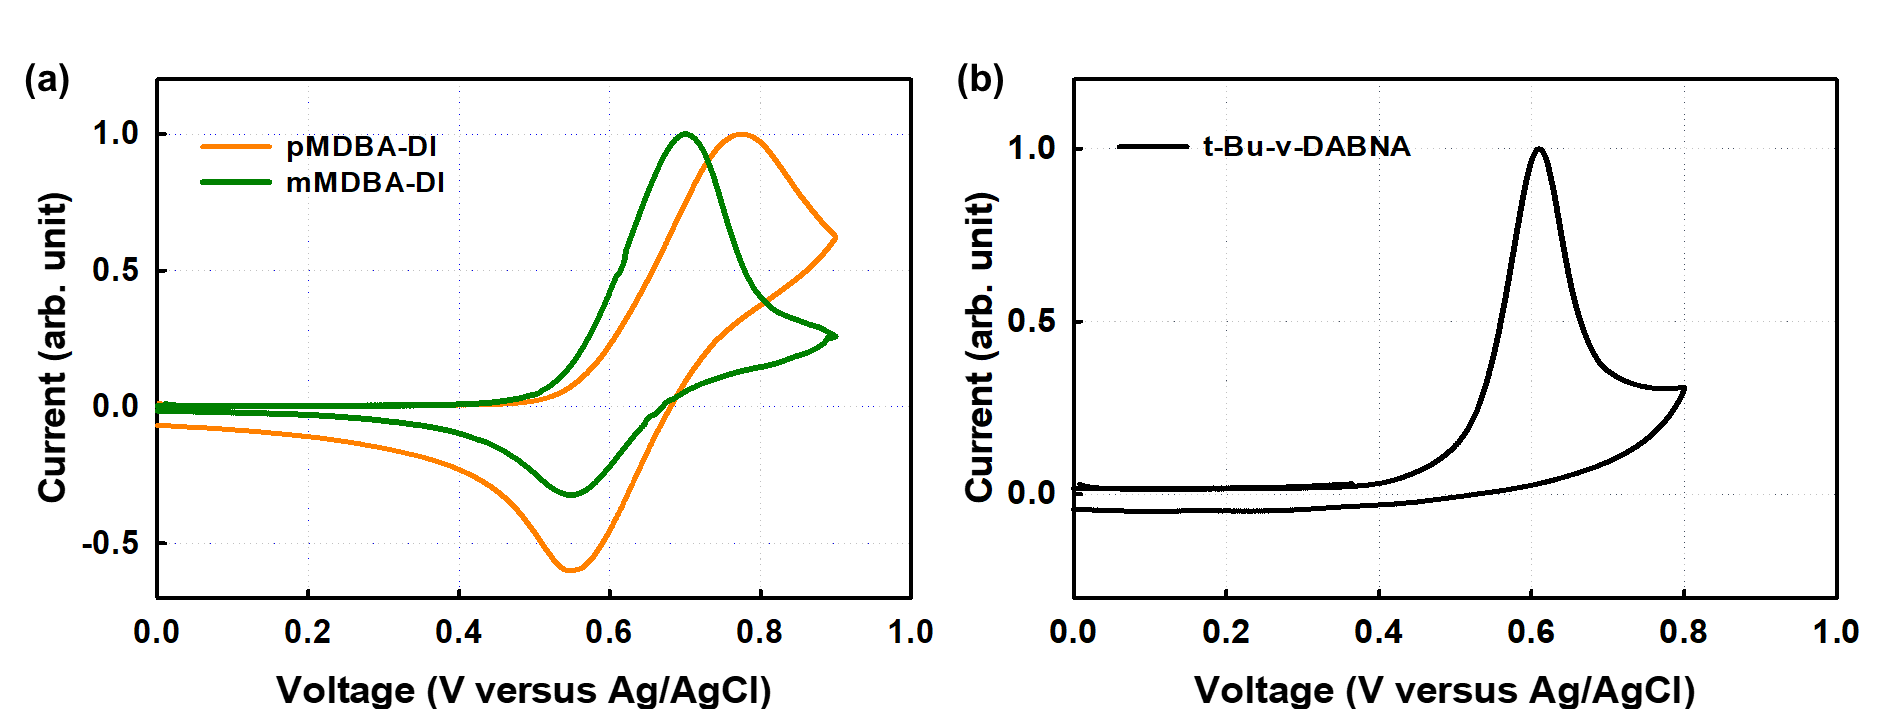 (a)
1.0
0.5
0.0
-0.5
pMDBA-DI
mMDBA-DI
Current (arb. unit)
0.0 0.2 0.4 0.6 0.8 1.0
Voltage (V versus Ag/AgCl)
(b)
1.0
0.5
0.0
t-Bu-v-DABNA
Current (arb. unit)
0.0 0.2 0.4 0.6 0.8 1.0
Voltage (V versus Ag/AgCl)